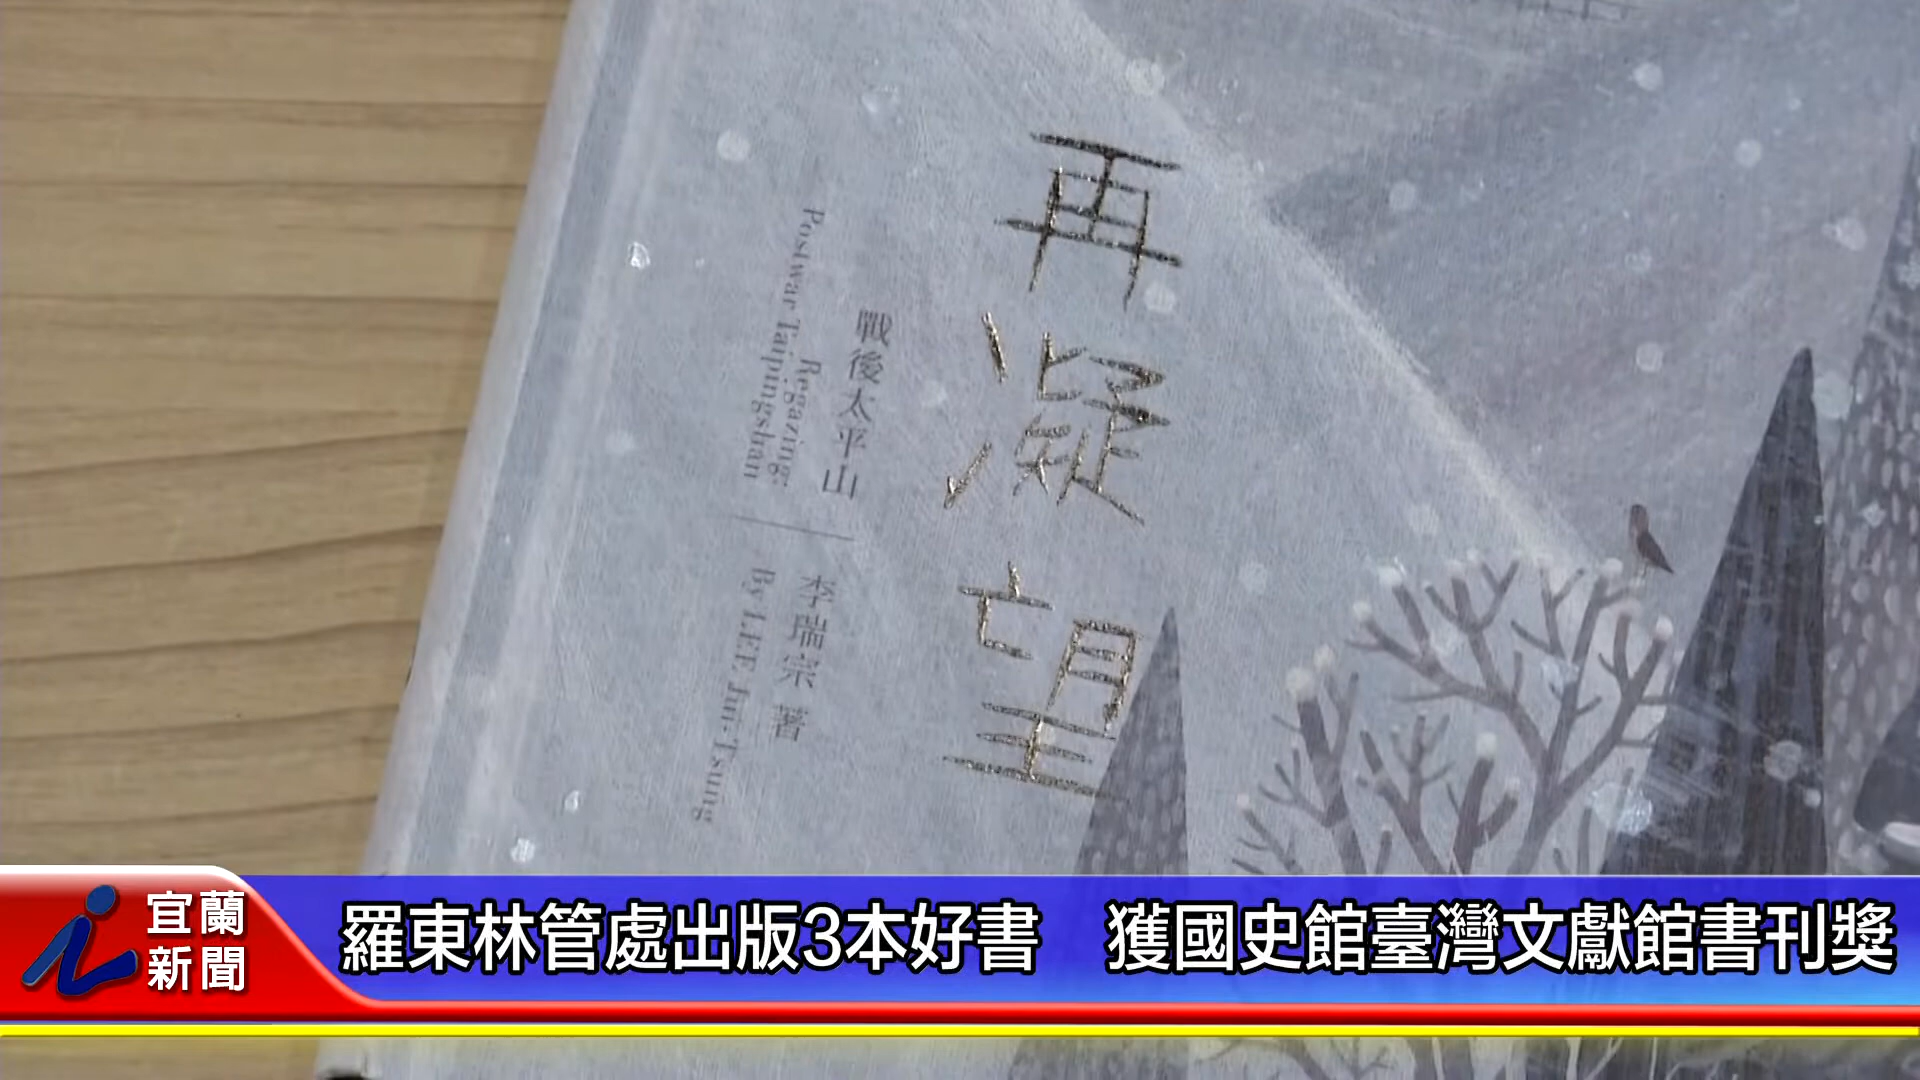 再凝望
戰後太平山
Regazing:
Postwar Taipingshan
李瑞宗 著
By LEE Jui-Tsung
宜蘭
新聞
羅東林管處出版3本好書 獲國史館臺灣文獻館書刊獎